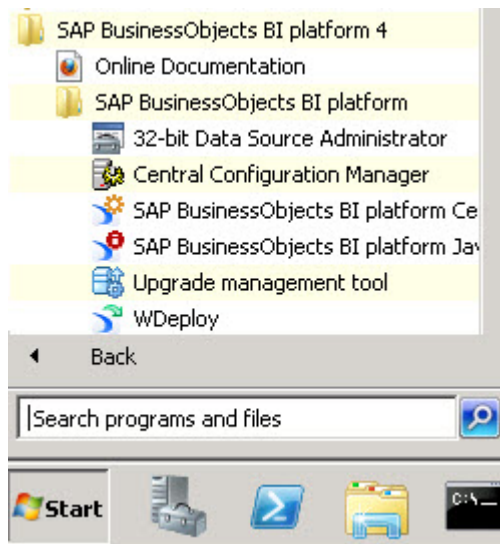 SAP BusinessObjects BI platform 4
Online Documentation
SAP BusinessObjects BI platform
32-bit Data Source Administrator
Central Configuration Manager
SAP BusinessObjects BI platform Ce
SAP BusinessObjects BI platform Jav
Upgrade management tool
WDeploy
Back
Search programs and files
Start
C:\_